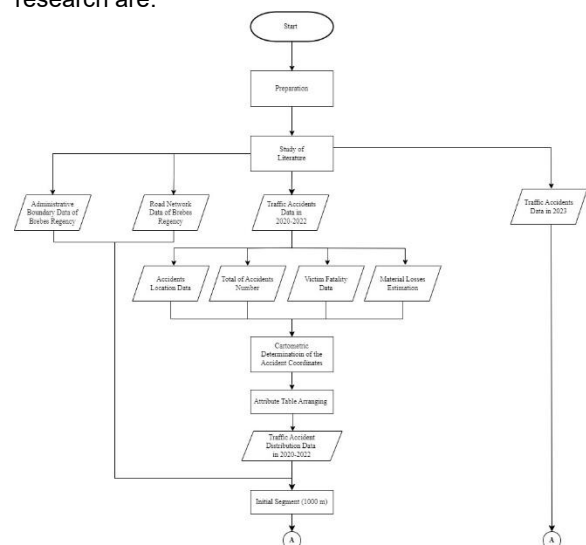 research are:
Start
Preparation
Study of
Literature
Administrative
Boundary Data of
Brebes Regency
Road Network
Data of Brebes
Regency
Traffic Accidents
Data in
2020-2022
Traffic Accidents
Data in 2023
Accidents
Location Data
Total of Accidents
Number
Victim Fatality
Data
Material Losses
Estimation
Cartometric
Determinatioin of the
Accident Coordinates
Attribute Table Arranging
Traffic Accident
Distribution Data
in 2020-2022
Initial Segment (1000 m)
A
A